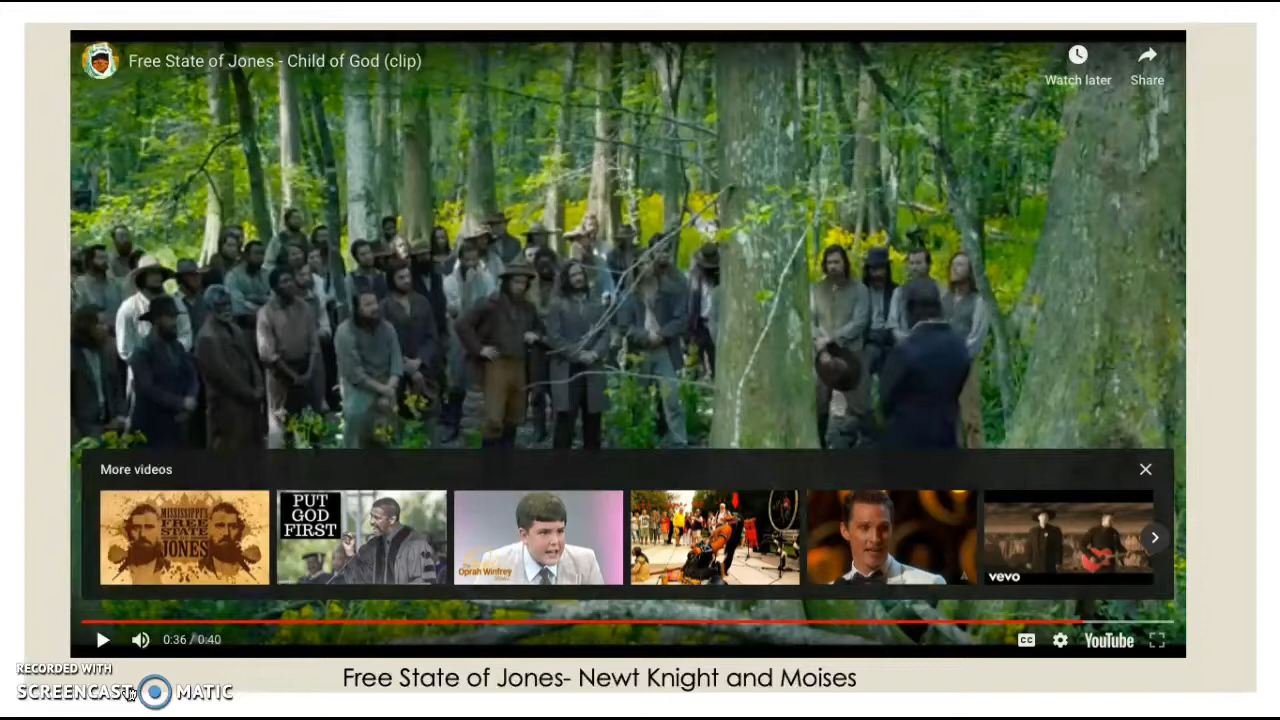 Free State of Jones - Child of God (clip)
Watch later
Share
More videos
MISSISSIPPI'S
FREE
STATE
OF
JONES
PUT
GOD
FIRST
Oprah Winfrey
vevo
0:36 / 0:40
CC
YouTube
RECORDED WITH
SCREENCAST MATIC
Free State of Jones- Newt Knight and Moises